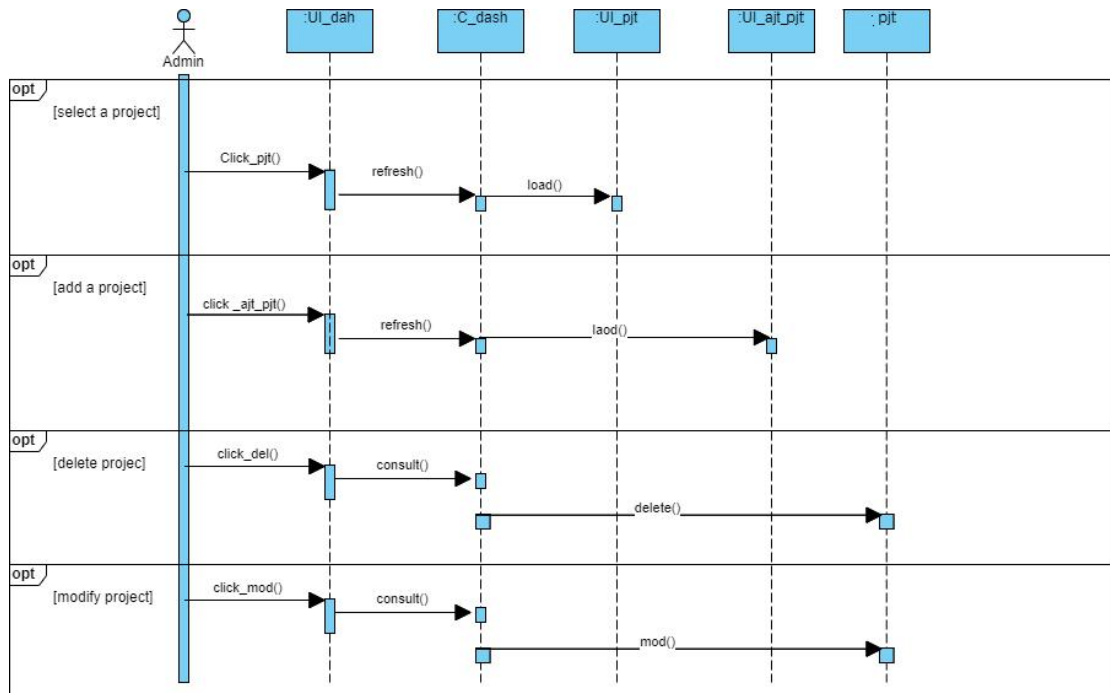 :UI_dah
:C_dash
:UI_pjt
:UI_ajt_pjt
: pjt
Admin
opt
[select a project]
Click_pjt()
refresh()
load()
opt
[add a project]
click _ajt_pjt()
refresh()
laod()
opt
[delete projec]
click_del()
consult()
delete()
opt
[modify project]
click_mod()
consult()
mod()